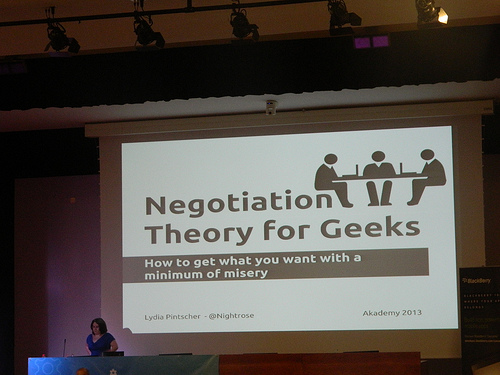 Negotiation
Theory for Geeks
How to get what you want with a
minimum of misery
Lydia Pintscher - @Nightrose
Akademy 2013
BlackBerry